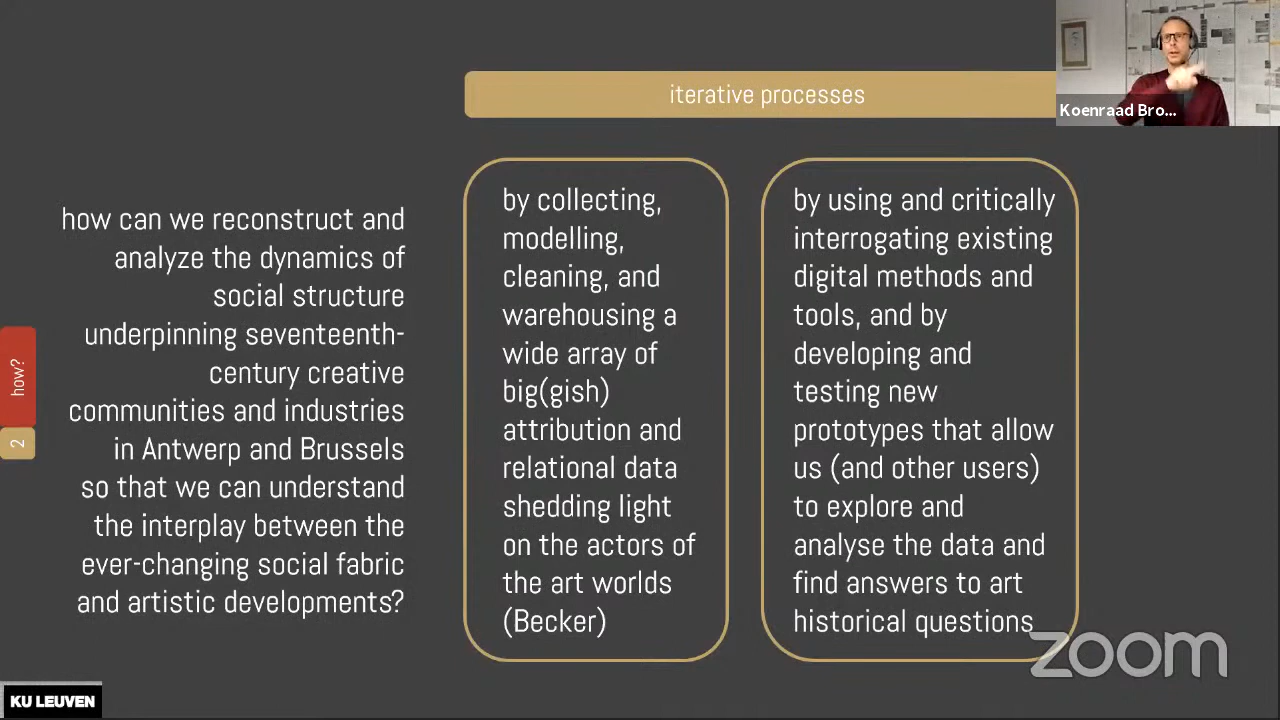 iterative processes
Koenraad Bro...
how can we reconstruct and
analyze the dynamics of
social structure
underpinning seventeenth-
century creative
communities and industries
in Antwerp and Brussels
so that we can understand
the interplay between the
ever-changing social fabric
and artistic developments?
by collecting,
modelling,
cleaning, and
warehousing a
wide array of
big(gish)
attribution and
relational data
shedding light
on the actors of
the art worlds
(Becker)
by using and critically
interrogating existing
digital methods and
tools, and by
developing and
testing new
prototypes that allow
us (and other users)
to explore and
analyse the data and
find answers to art
historical questions
how?
2
zoom
KU LEUVEN